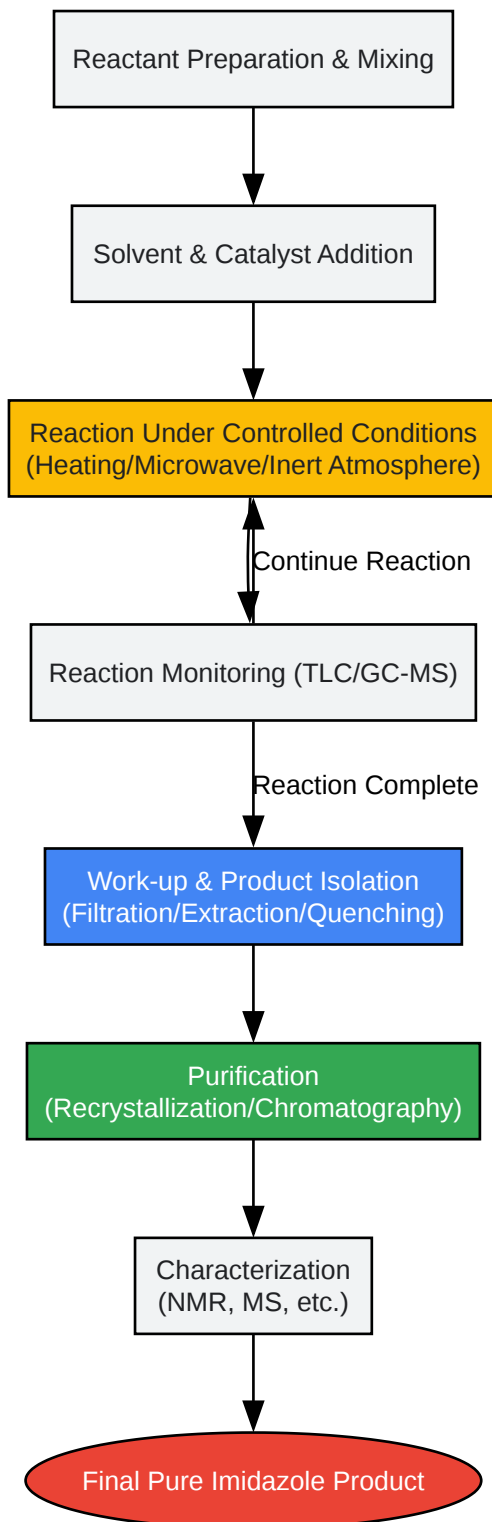 Reactant Preparation & Mixing
Solvent & Catalyst Addition
Reaction Under Controlled Conditions
(Heating/Microwave/Inert Atmosphere)
Continue Reaction
Reaction Monitoring (TLC/GC-MS)
Reaction Complete
Work-up & Product Isolation
(Filtration/Extraction/Quenching)
Purification
(Recrystallization/Chromatography)
Characterization
(NMR, MS, etc.)
Final Pure Imidazole Product